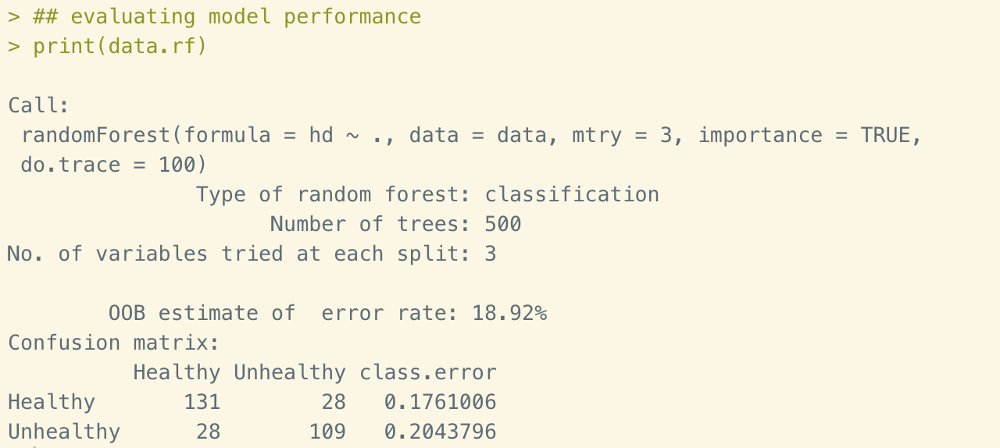 > ## evaluating model performance
> print(data.rf)
Call:
randomForest(formula = hd ~ ., data = data, mtry = 3, importance = TRUE,
do.trace = 100)
Type of random forest: classification
Number of trees: 500
No. of variables tried at each split: 3
OOB estimate of  error rate: 18.92%
Confusion matrix:
Healthy Unhealthy class.error
Healthy 131 28 0.1761006
Unhealthy 28 109 0.2043796